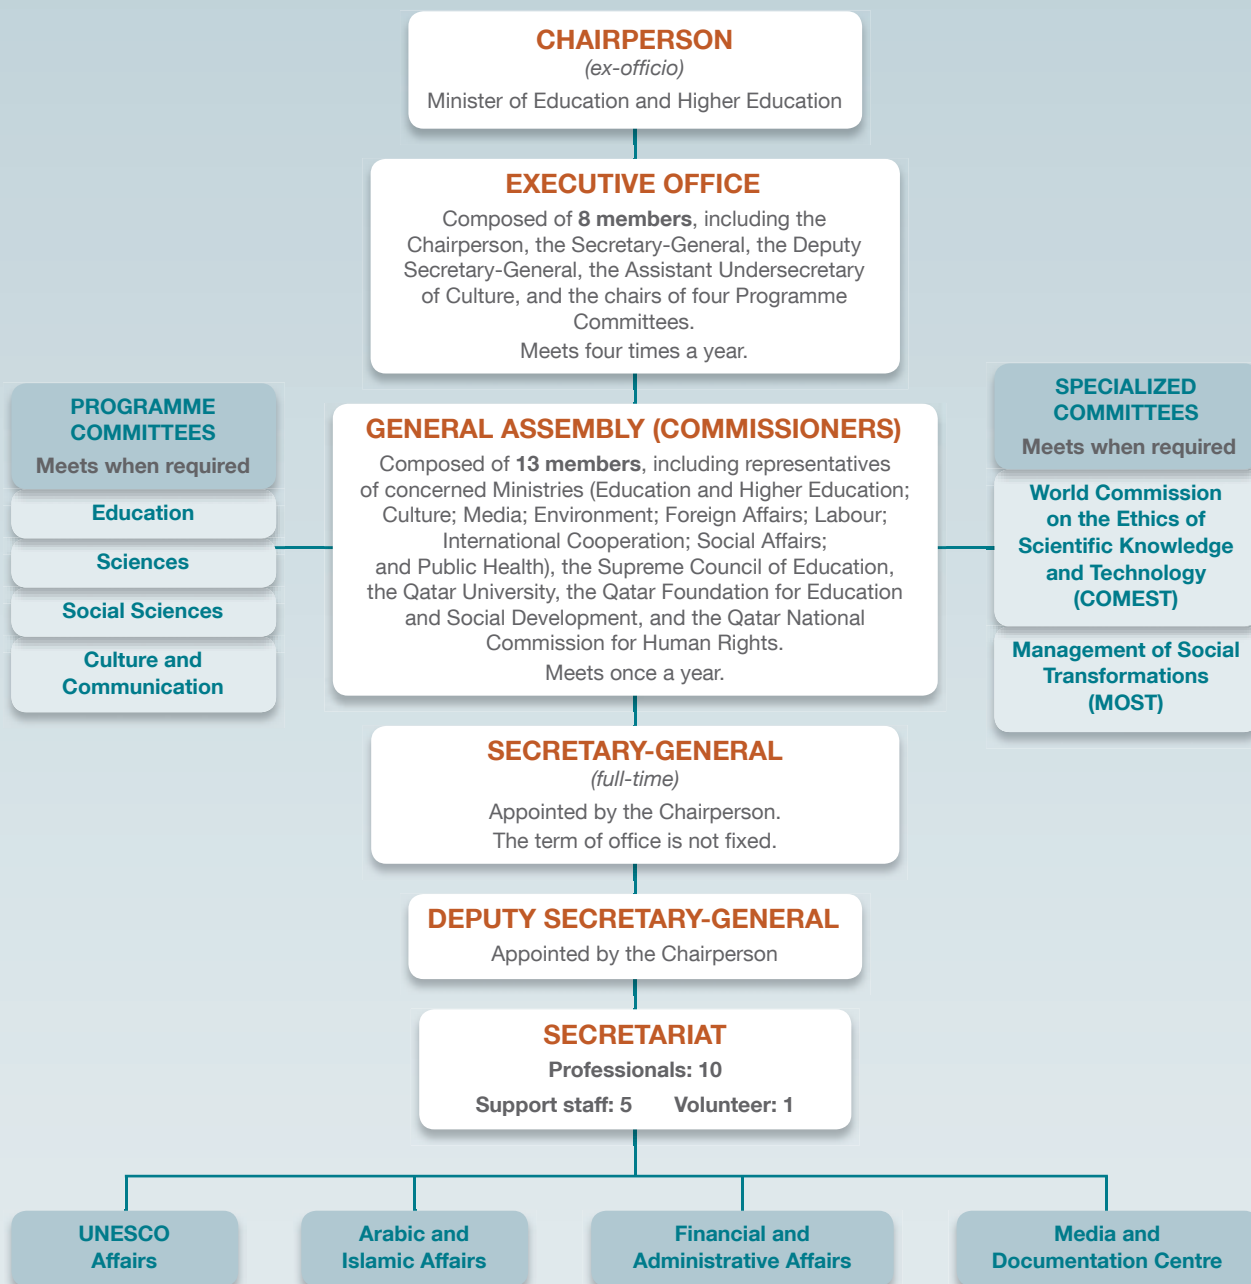 CHAIRPERSON
(ex-officio)
Minister of Education and Higher Education
EXECUTIVE OFFICE
Composed of 8 members, including the
Chairperson, the Secretary-General, the Deputy
Secretary-General, the Assistant Undersecretary
of Culture, and the chairs of four Programme
Committees.
Meets four times a year.
PROGRAMME
COMMITTEES
Meets when required
Education
Sciences
Social Sciences
Culture and
Communication
GENERAL ASSEMBLY (COMMISSIONERS)
Composed of 13 members, including representatives
of concerned Ministries (Education and Higher Education;
Culture; Media; Environment; Foreign Affairs; Labour;
International Cooperation; Social Affairs;
and Public Health), the Supreme Council of Education,
the Qatar University, the Qatar Foundation for Education
and Social Development, and the Qatar National
Commission for Human Rights.
Meets once a year.
SPECIALIZED
COMMITTEES
Meets when required
World Commission
on the Ethics of
Scientific Knowledge
and Technology
(COMEST)
Management of Social
Transformations
(MOST)
SECRETARY-GENERAL
(full-time)
Appointed by the Chairperson.
The term of office is not fixed.
DEPUTY SECRETARY-GENERAL
Appointed by the Chairperson
SECRETARIAT
Professionals: 10
Support staff: 5 Volunteer: 1
UNESCO
Affairs
Arabic and
Islamic Affairs
Financial and
Administrative Affairs
Media and
Documentation Centre